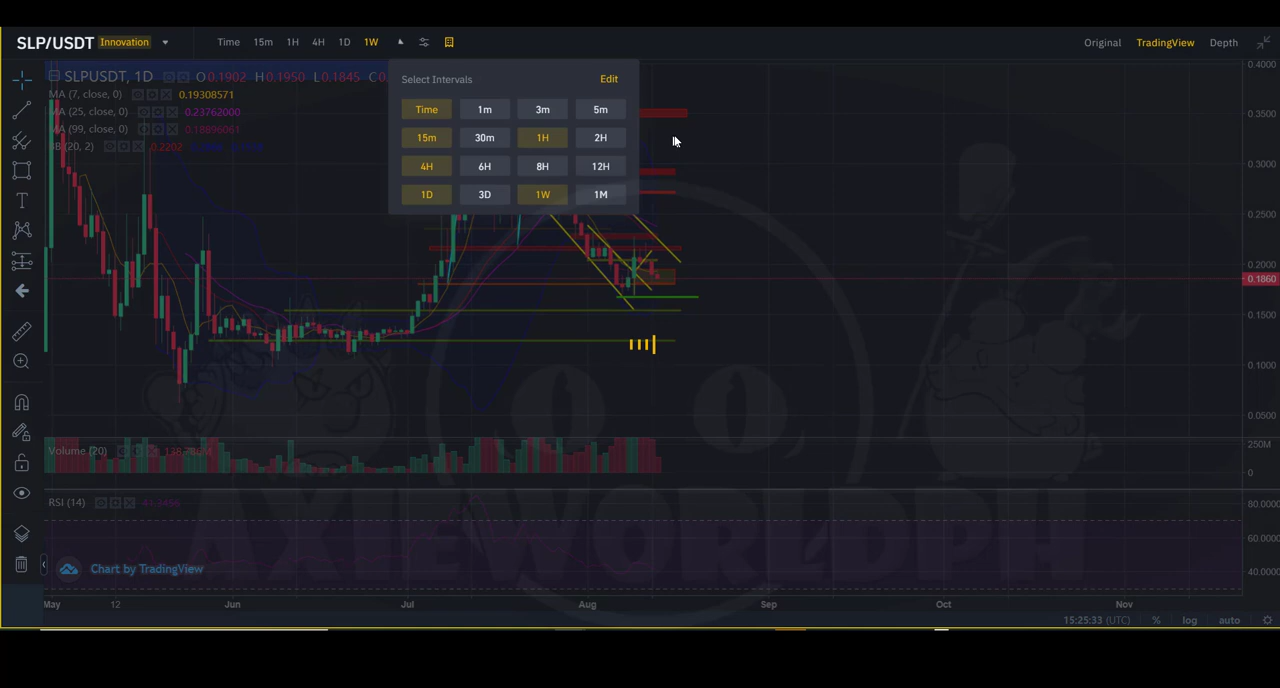 SLP/USDT Innovation Time 15m 1H 4H 1D 1W Original TradingView Depth
SLPUSDT, 1D O0.1902 H0.1950 L0.1845 C0.
MA (7, close, 0) 0.19308571
MA (25, close, 0) 0.23762000
MA (99, close, 0) 0.18896061
BB (20, 2) 0.2202
Select Intervals Edit
Time 1m 3m 5m
15m 30m 1H 2H
4H 6H 8H 12H
1D 3D 1W 1M
0.4000
0.3500
0.3000
0.2500
0.2000
0.1860
0.1500
0.1000
0.0500
250M
0
Volume (20)
RSI (14)
80.0000
60.0000
40.0000
AXIEWORLDPH
Chart by TradingView
May 12 Jun Jul Aug Sep Oct Nov
15:25:33 (UTC) % log auto